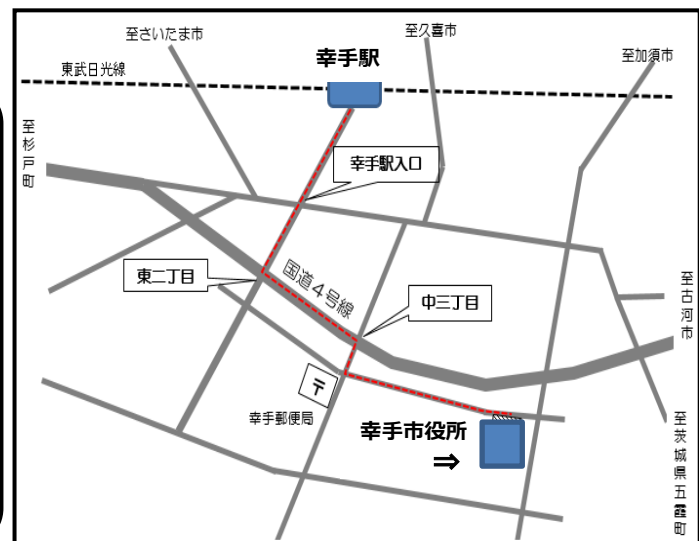 至さいたま市
至久喜市
幸手駅
至加須市
東武日光線
至杉戸町
幸手駅入口
東二丁目
国道４号線
中三丁目
至古河市
〒
幸手郵便局
幸手市役所
⇒
至茨城県五霞町